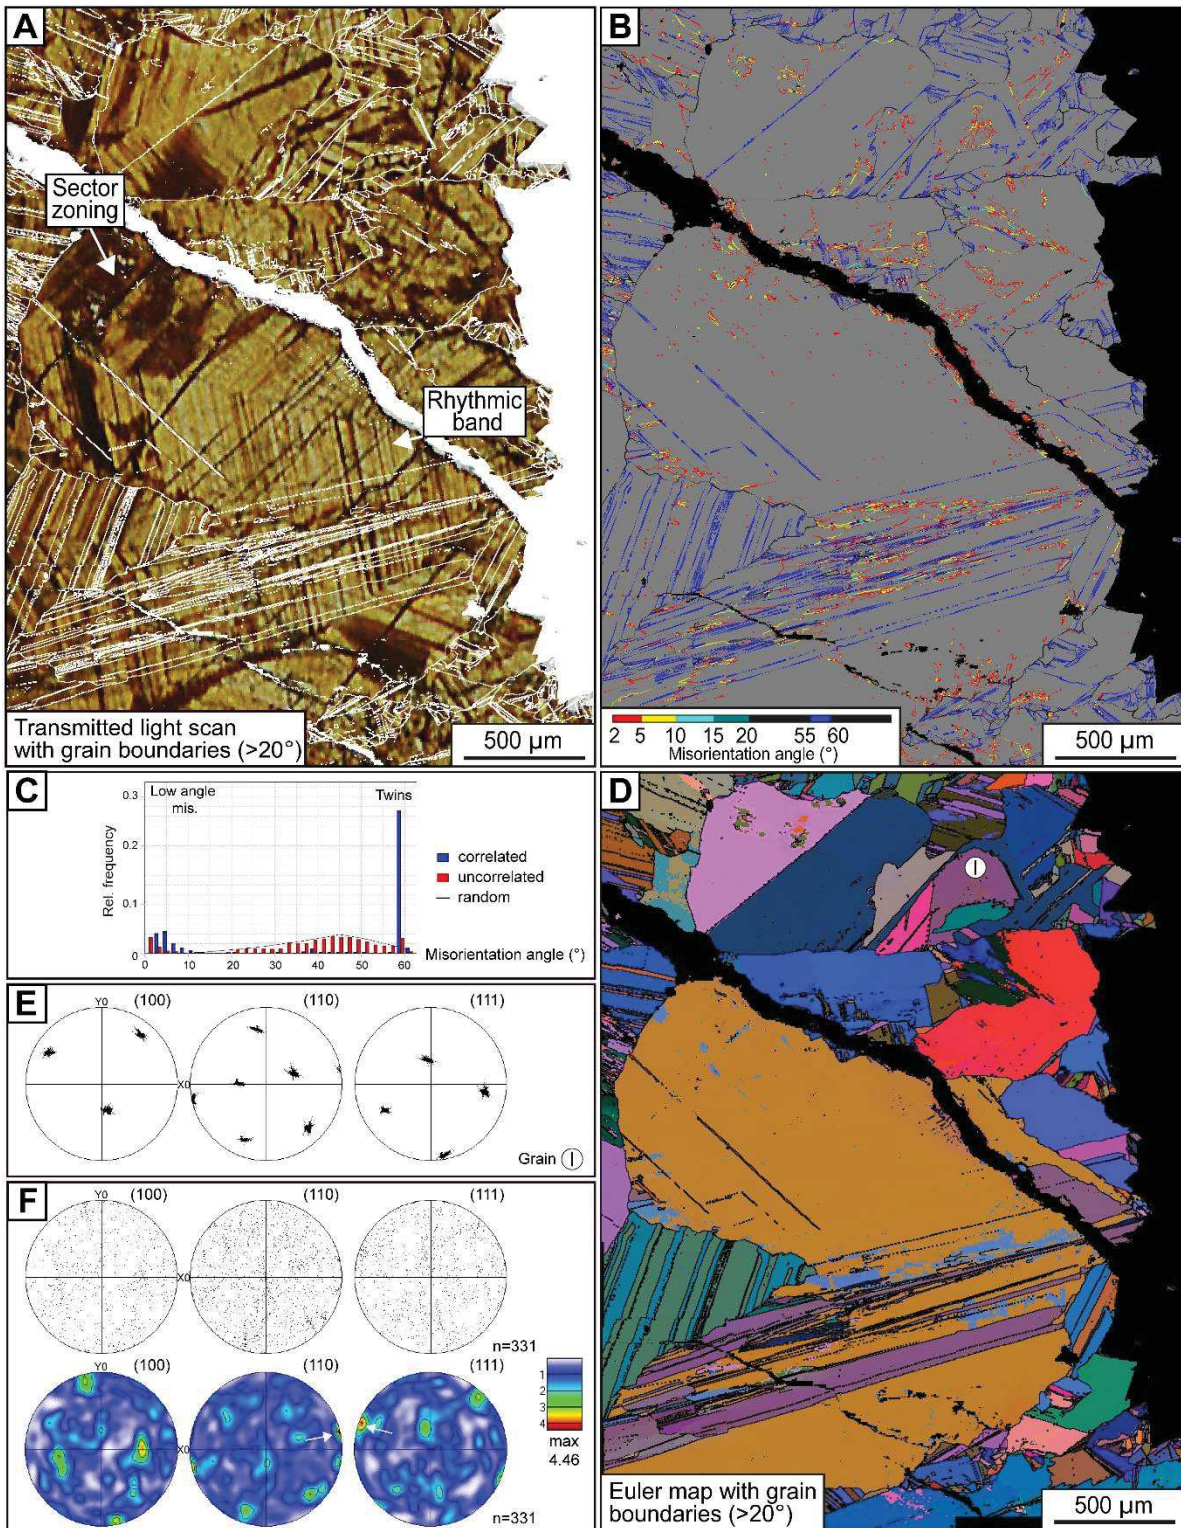 A
Sector
zoning
Rhythmic
band
Transmitted light scan
with grain boundaries (>20°)
500 µm
B
2 5 10 15 20 55 60
Misorientation angle (°)
500 µm
C
Low angle
mis.
Twins
0.3
0.2
0.1
0
Rel. frequency
0 10 20 30 40 50 60
Misorientation angle (°)
correlated
uncorrelated
random
D
I
Euler map with grain
boundaries (>20°)
500 µm
E
Y0 (100) (110) (111)
X0
Grain I
F
Y0 (100) (110) (111)
X0
n=331
Y0 (100) (110) (111)
X0
1
2
3
4
max
4.46
n=331